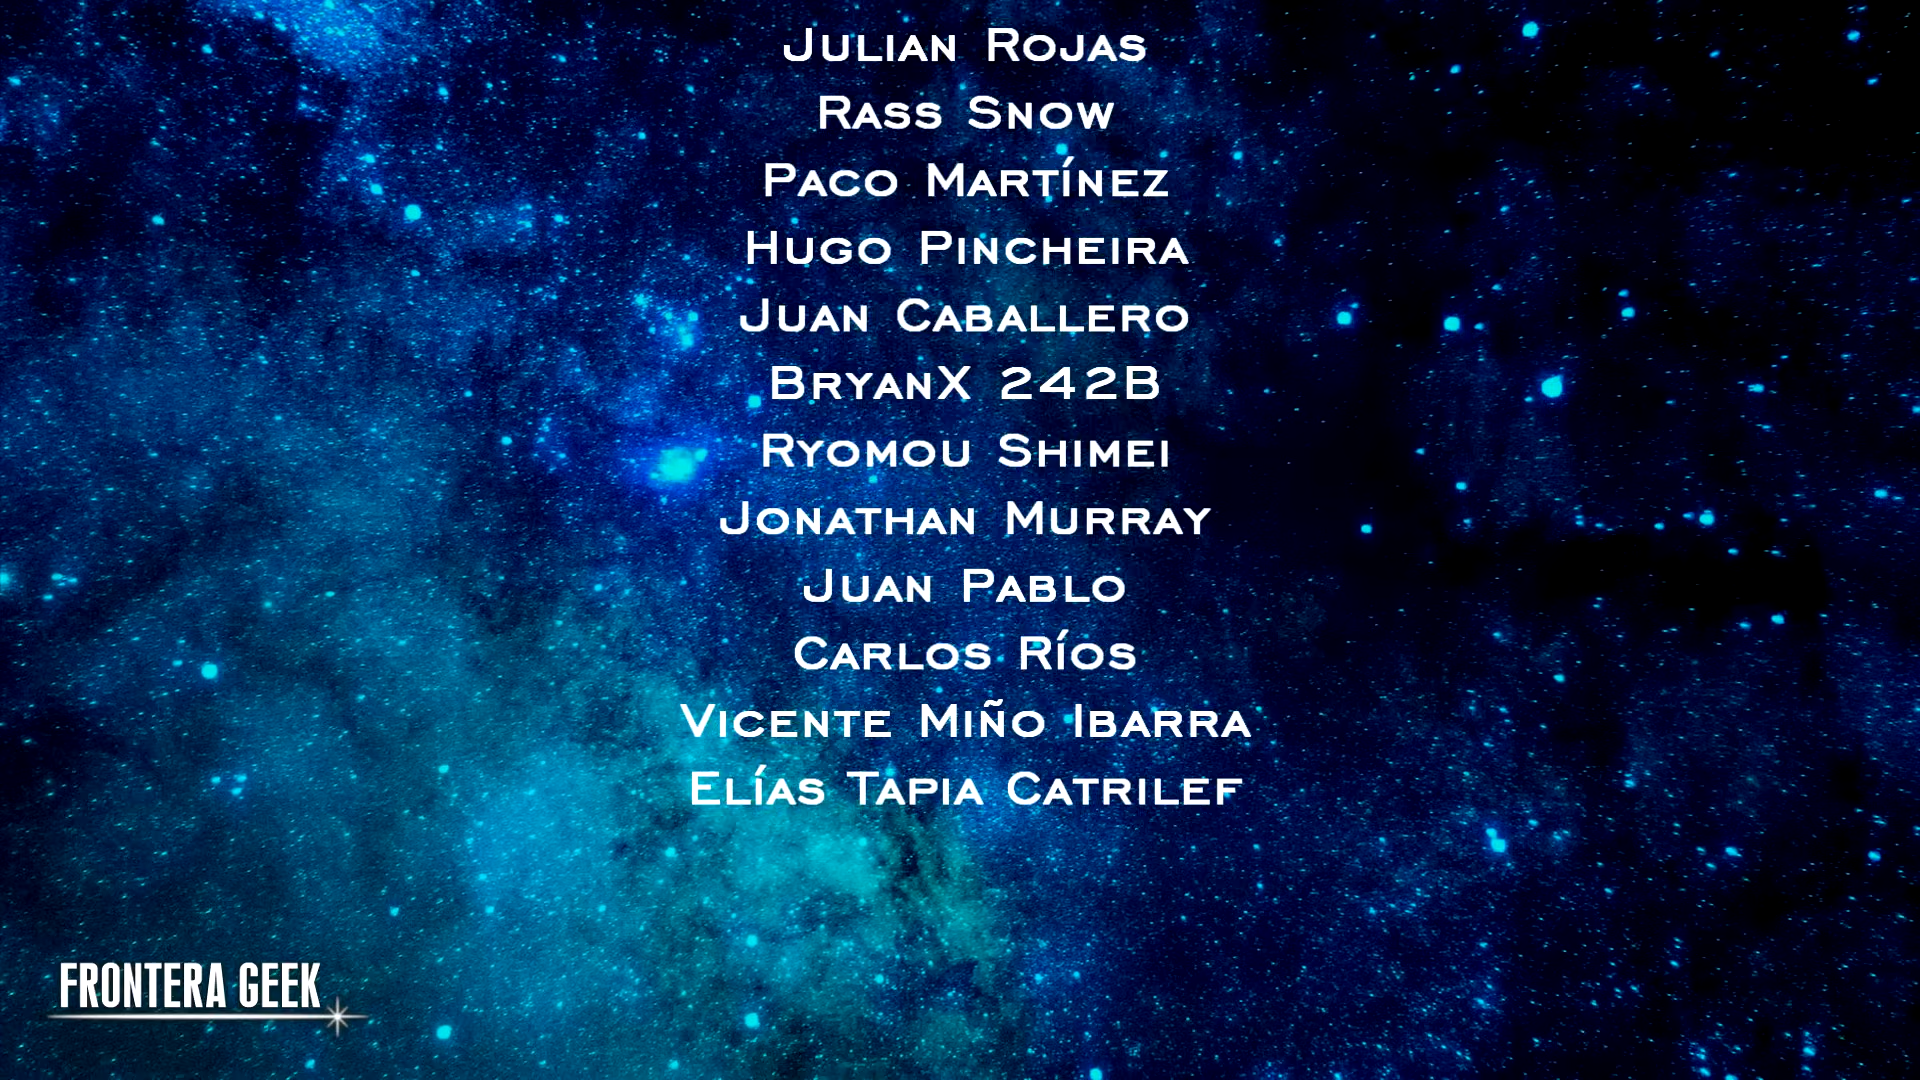 Julian Rojas
Rass Snow
Paco Martínez
Hugo Pincheira
Juan Caballero
BryanX 242B
Ryomou Shimei
Jonathan Murray
Juan Pablo
Carlos Ríos
Vicente Miño Ibarra
Elías Tapia Catrilef
FRONTERA GEEK